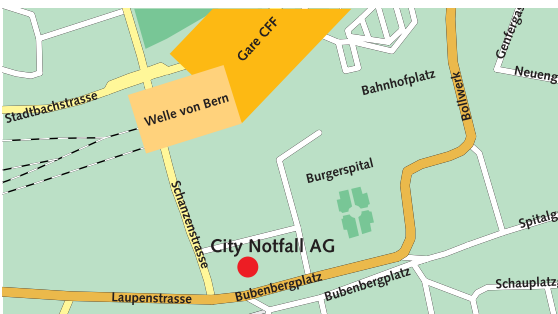 Gare CFF
Genfergas
Neueng
Bahnhofplatz
Bollwerk
Stadtbachstrasse
Welle von Bern
Burgerspital
Schanzenstrasse
Spitalg
City Notfall AG
Laupenstrasse
Bubenbergplatz
Bubenbergplatz
Schauplatz